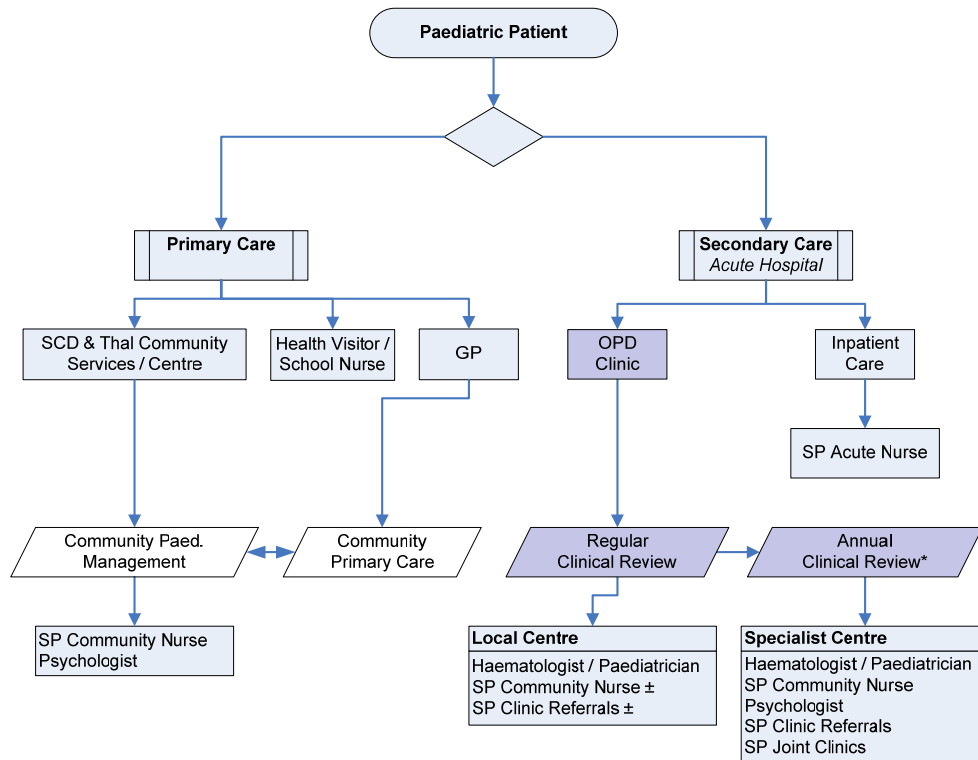 Paediatric Patient
Primary Care
Secondary Care
Acute Hospital
SCD & Thal Community
Services / Centre
Health Visitor /
School Nurse
GP
OPD
Clinic
Inpatient
Care
SP Acute Nurse
Community Paed.
Management
Community
Primary Care
Regular
Clinical Review
Annual
Clinical Review*
SP Community Nurse
Psychologist
Local Centre
Haematologist / Paediatrician
SP Community Nurse ±
SP Clinic Referrals ±
Specialist Centre
Haematologist / Paediatrician
SP Community Nurse
Psychologist
SP Clinic Referrals
SP Joint Clinics